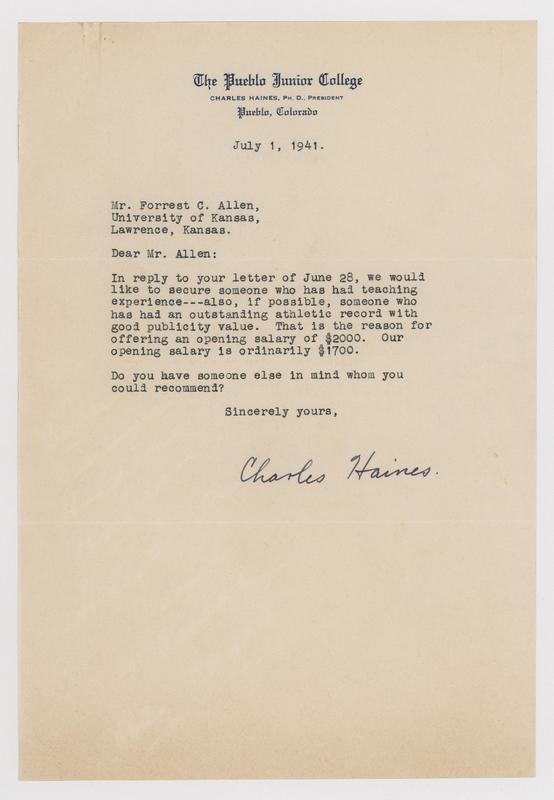 The Pueblo Junior College
CHARLES HAINES, PH. D., PRESIDENT
Pueblo, Colorado
July 1, 1941.
Mr. Forrest C. Allen,
University of Kansas,
Lawrence, Kansas.
Dear Mr. Allen:
In reply to your letter of June 28, we would
like to secure someone who has had teaching
experience---also, if possible, someone who
has had an outstanding athletic record with
good publicity value. That is the reason for
offering an opening salary of $2000. Our
opening salary is ordinarily $1700.
Do you have someone else in mind whom you
could recommend?
Sincerely yours,
Charles Haines.